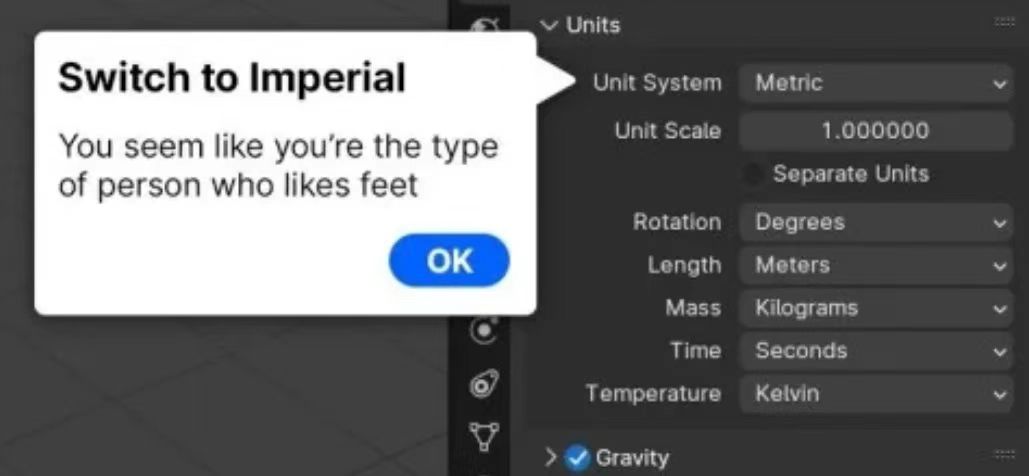 Switch to Imperial
You seem like you're the type
of person who likes feet
OK
Units
Unit System Metric
Unit Scale 1.000000
Separate Units
Rotation Degrees
Length Meters
Mass Kilograms
Time Seconds
Temperature Kelvin
Gravity